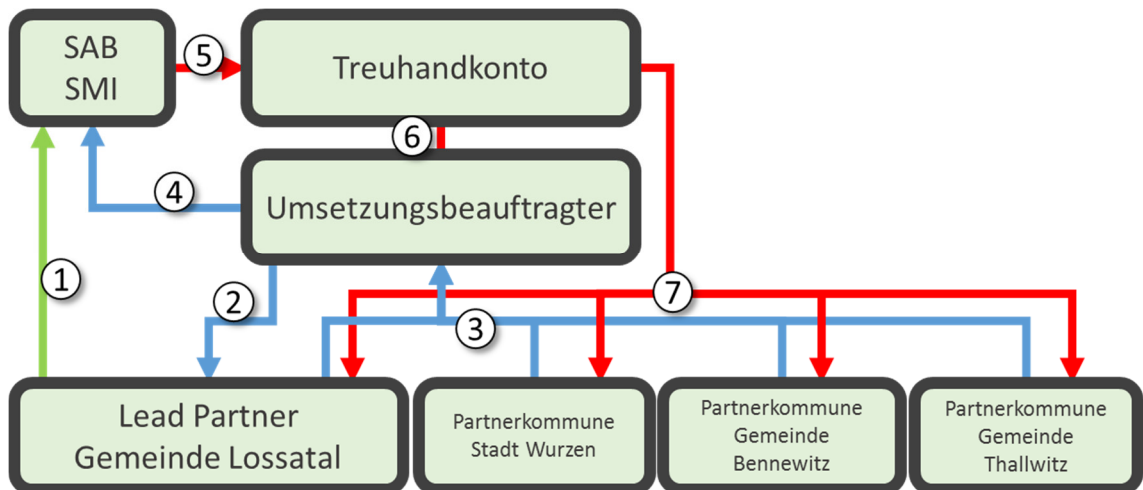 SAB
SMI
5
Treuhandkonto
6
4
Umsetzungsbeauftragter
1
2
7
3
Lead Partner
Gemeinde Lossatal
Partnerkommune
Stadt Wurzen
Partnerkommune
Gemeinde
Bennewitz
Partnerkommune
Gemeinde
Thallwitz